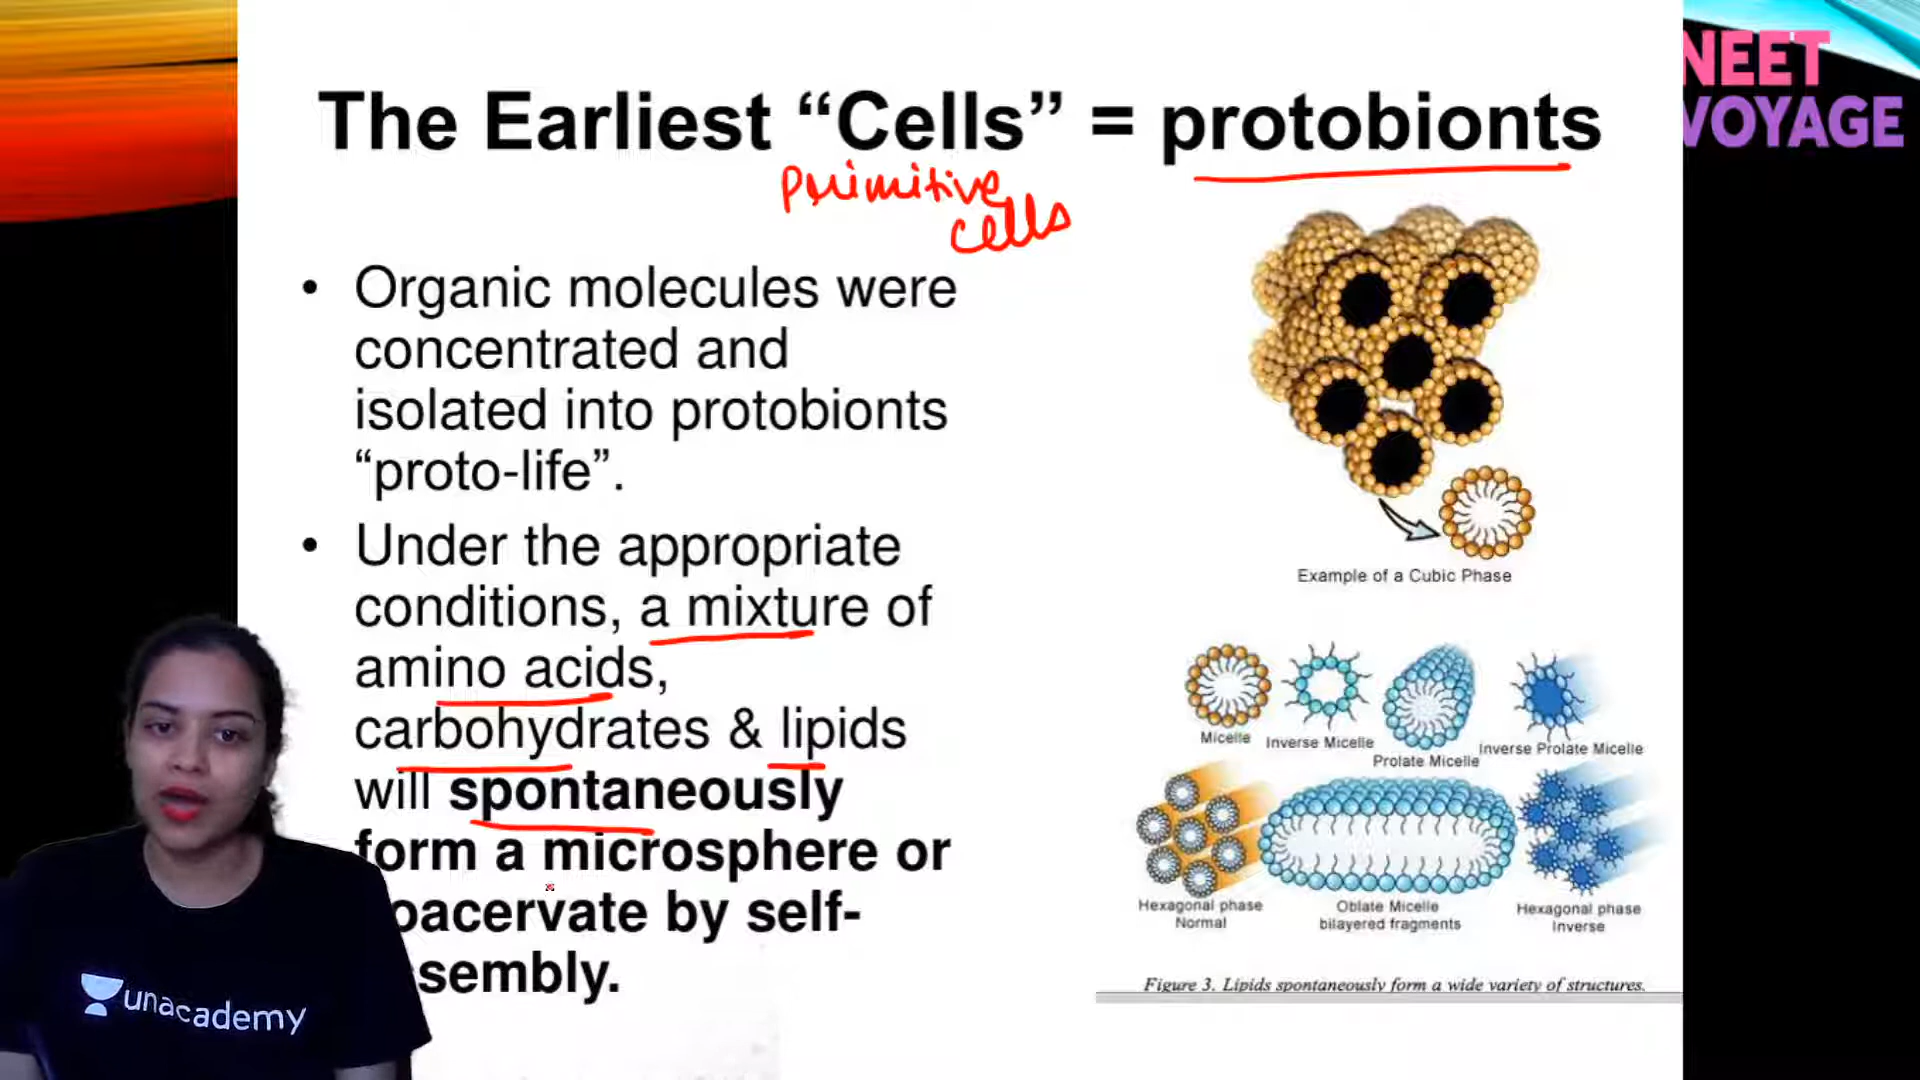 The Earliest “Cells” = protobionts
primitive
cells
NEET
VOYAGE
• Organic molecules were
concentrated and
isolated into protobionts
“proto-life”.
• Under the appropriate
conditions, a mixture of
amino acids,
carbohydrates & lipids
will spontaneously
form a microsphere or
oacervate by self-
ssembly.
Example of a Cubic Phase
Micelle
Inverse Micelle
Prolate Micelle
Inverse Prolate Micelle
Hexagonal phase
Normal
Oblate Micelle
bilayered fragments
Hexagonal phase
Inverse
Figure 3. Lipids spontaneously form a wide variety of structures.
unacademy